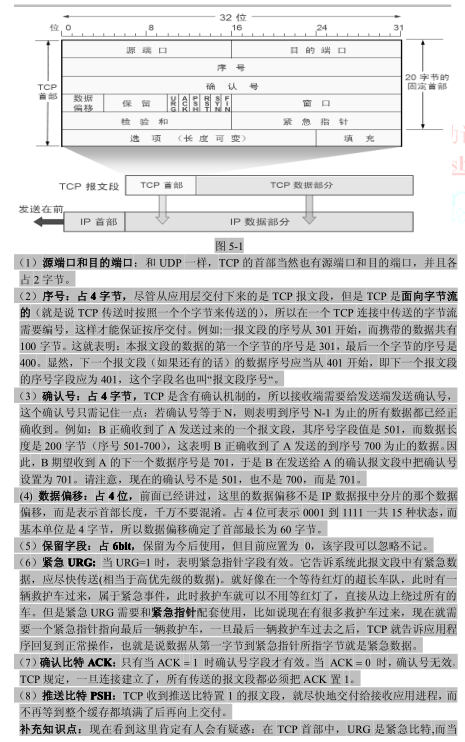 32 位
位 0 8 16 24 31
源 端 口 目 的 端 口
序 号
确 认 号
数据偏移 保 留 URG ACK PSH RST SYN FIN 窗 口
检 验 和 紧 急 指 针
选 项 （长 度 可 变） 填 充
TCP 首部
20 字节的固定首部
TCP 报文段 TCP 首部 TCP 数据部分
发送在前
IP 首部 IP 数据部分
图 5-1
（1）源端口和目的端口：和 UDP 一样，TCP 的首部当然也有源端口和目的端口，并且各
占 2 字节。
（2）序号：占 4 字节，尽管从应用层交付下来的是 TCP 报文段，但是 TCP 是面向字节流
的（就是说 TCP 传送时按照一个个字节来传送的），所以在一个 TCP 连接中传送的字节流
需要编号，这样才能保证按序交付。例如:一报文段的序号从 301 开始，而携带的数据共有
100 字节。这就表明：本报文段的数据的第一个字节的序号是 301，最后一个字节的序号是
400。显然，下一个报文段（如果还有的话）的数据序号应当从 401 开始，即下一个报文段
的序号字段应为 401，这个字段名也叫“报文段序号“。
（3）确认号：占 4 字节，TCP 是含有确认机制的，所以接收端需要给发送端发送确认号，
这个确认号只需记住一点：若确认号等于 N，则表明到序号 N-1 为止的所有数据都已经正
确收到。例如：B 正确收到了 A 发送过来的一个报文段，其序号字段值是 501，而数据长
度是 200 字节（序号 501-700），这表明 B 正确收到了 A 发送的到序号 700 为止的数据。因
此，B 期望收到 A 的下一个数据序号是 701，于是 B 在发送给 A 的确认报文段中把确认号
设置为 701。请注意，现在的确认号不是 501，也不是 700，而是 701。
(4) 数据偏移：占 4 位，前面已经讲过，这里的数据偏移不是 IP 数据报中分片的那个数据
偏移，而是表示首部长度，千万不要混淆。占 4 位可表示 0001 到 1111 一共 15 种状态，而
基本单位是 4 字节，所以数据偏移确定了首部最长为 60 字节。
（5）保留字段：占 6bit，保留为今后使用，但目前应置为 0，该字段可以忽略不记。
（6）紧急 URG：当 URG=1 时，表明紧急指针字段有效。它告诉系统此报文段中有紧急数
据，应尽快传送(相当于高优先级的数据)。就好像在一个等待红灯的超长车队，此时有一
辆救护车过来，属于紧急事件，此时救护车就可以不用等红灯了，直接从边上绕过所有的
车。但是紧急 URG 需要和紧急指针配套使用，比如说现在有很多救护车过来，现在就需
要一个紧急指针指向最后一辆救护车，一旦最后一辆救护车过去之后，TCP 就告诉应用程
序回复到正常操作，也就是说数据从第一字节到紧急指针所指字节就是紧急数据。
（7）确认比特 ACK：只有当 ACK = 1 时确认号字段才有效。当 ACK = 0 时，确认号无效。
TCP 规定，一旦连接建立了，所有传送的报文段都必须把 ACK 置 1。
（8）推送比特 PSH：TCP 收到推送比特置 1 的报文段，就尽快地交付给接收应用进程，而
不再等到整个缓存都填满了后再向上交付。
补充知识点：现在看到这里肯定有人会有疑惑：在 TCP 首部中，URG 是紧急比特,而当